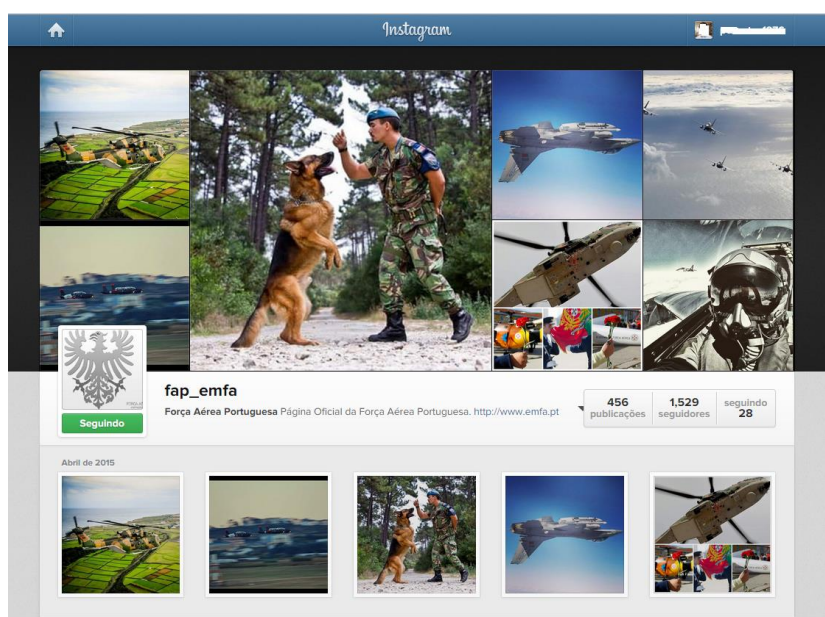 Instagram
fap_emfa
Força Aérea Portuguesa Página Oficial da Força Aérea Portuguesa. http://www.emfa.pt
456
publicações
1,529
seguidores
seguindo
28
Seguindo
Abril de 2015